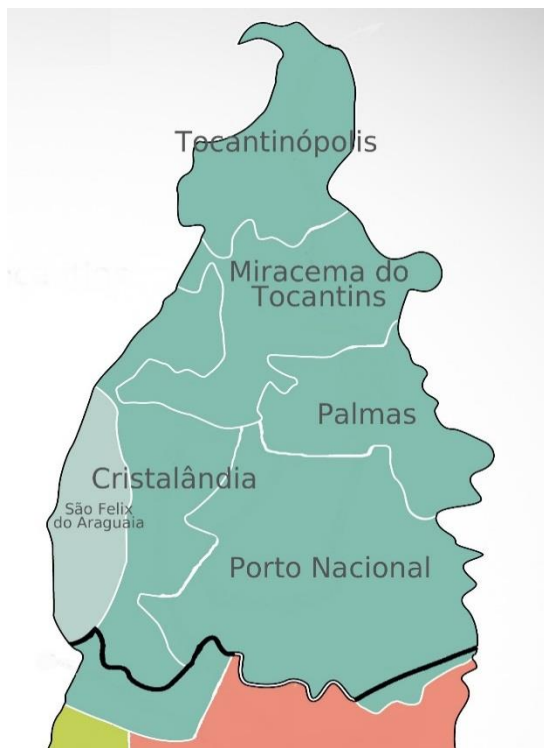 Tocantinópolis
Miracema do
Tocantins
Palmas
Cristalândia
São Felix
do Araguaia
Porto Nacional